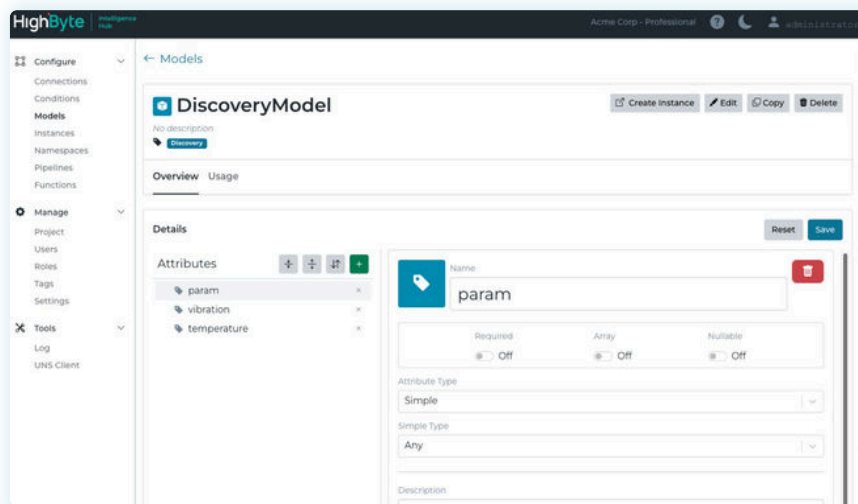 HighByte Intelligence Hub
Acme Corp - Professional administrator
Configure
Connections
Conditions
Models
Instances
Namespaces
Pipelines
Functions
Manage
Project
Users
Roles
Tags
Settings
Tools
Log
UNS Client
← Models
DiscoveryModel
Create Instance Edit Copy Delete
No description
Discovery
Overview Usage
Details
Reset Save
Attributes
param
vibration
temperature
Name
param
Required Array Nullable
Off Off Off
Attribute Type
Simple
Simple Type
Any
Description